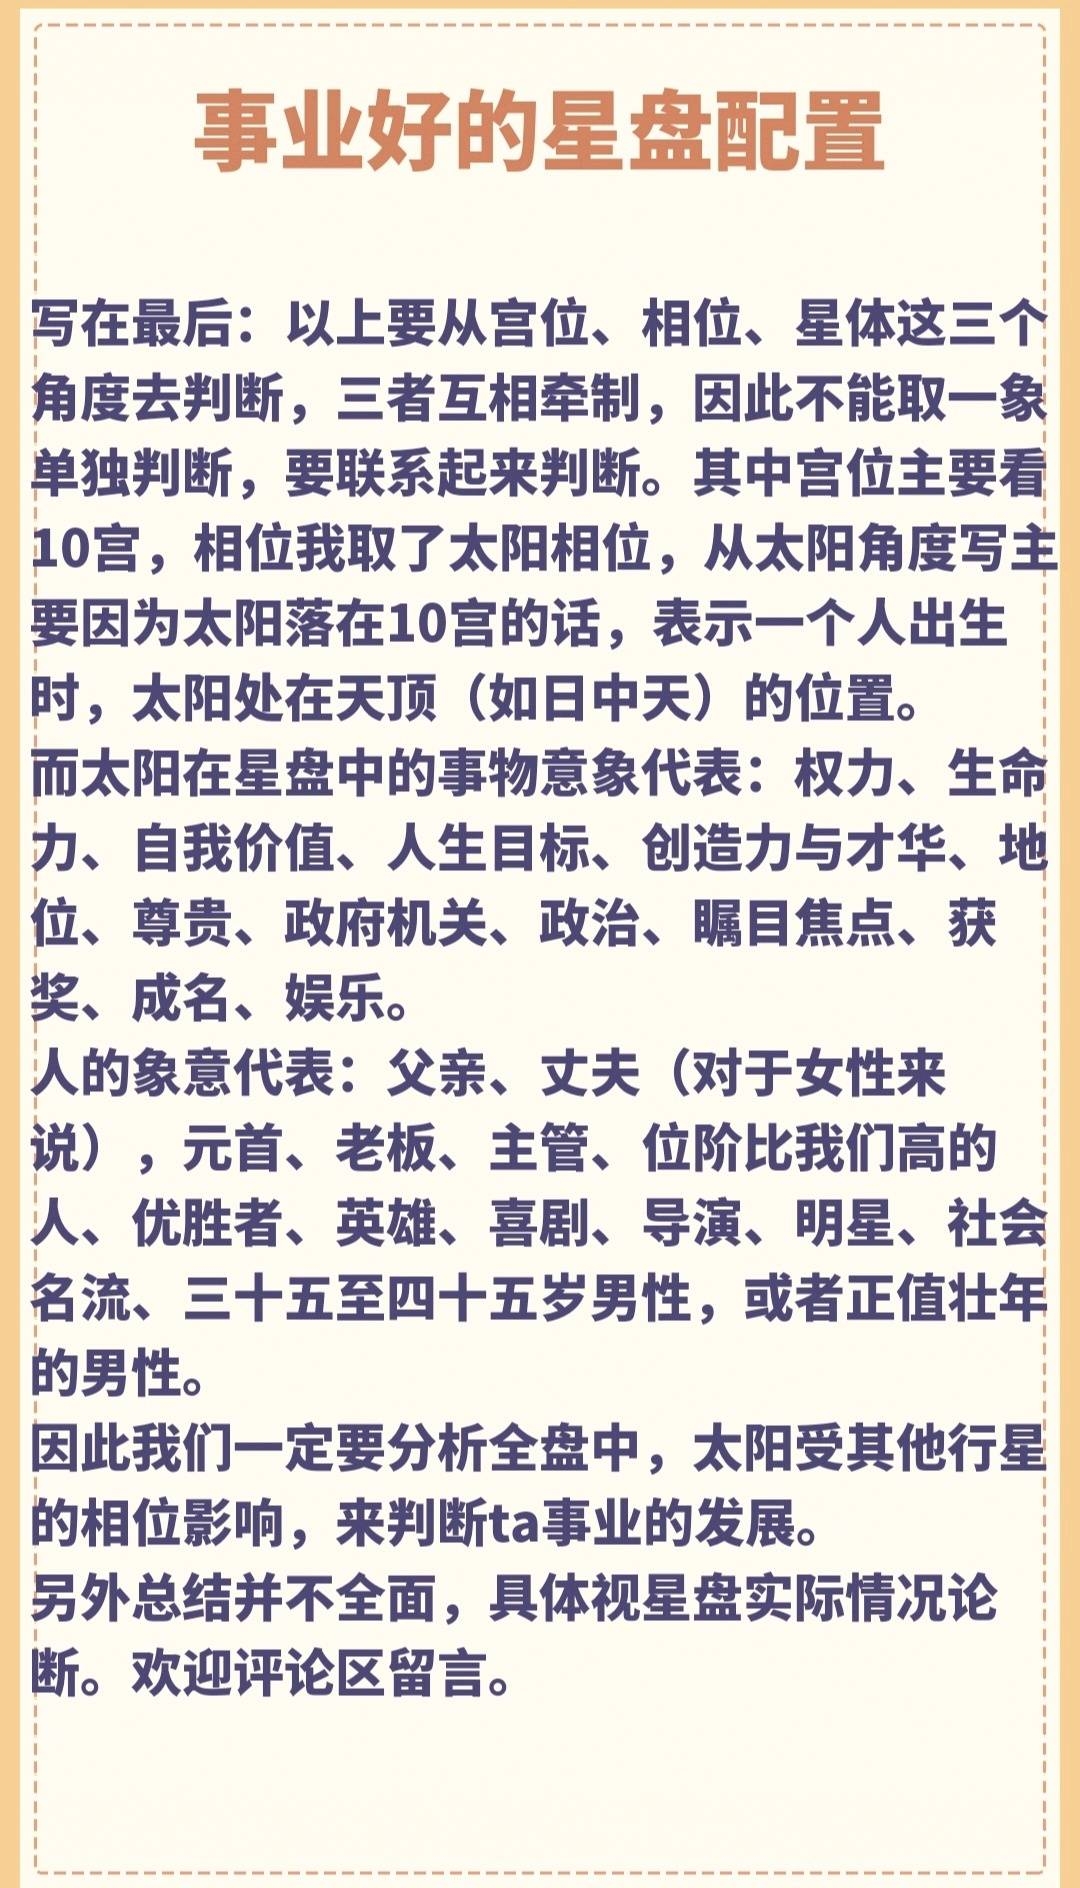 事业好的星盘配置
写在最后：以上要从宫位、相位、星体这三个
角度去判断，三者互相牵制，因此不能取一象
单独判断，要联系起来判断。其中宫位主要看
10宫，相位我取了太阳相位，从太阳角度写主
要因为太阳落在10宫的话，表示一个人出生
时，太阳处在天顶（如日中天）的位置。
而太阳在星盘中的事物意象代表：权力、生命
力、自我价值、人生目标、创造力与才华、地
位、尊贵、政府机关、政治、瞩目焦点、获
奖、成名、娱乐。
人的象意代表：父亲、丈夫（对于女性来
说），元首、老板、主管、位阶比我们高的
人、优胜者、英雄、喜剧、导演、明星、社会
名流、三十五至四十五岁男性，或者正值壮年
的男性。
因此我们一定要分析全盘中，太阳受其他行星
的相位影响，来判断ta事业的发展。
另外总结并不全面，具体视星盘实际情况论
断。欢迎评论区留言。